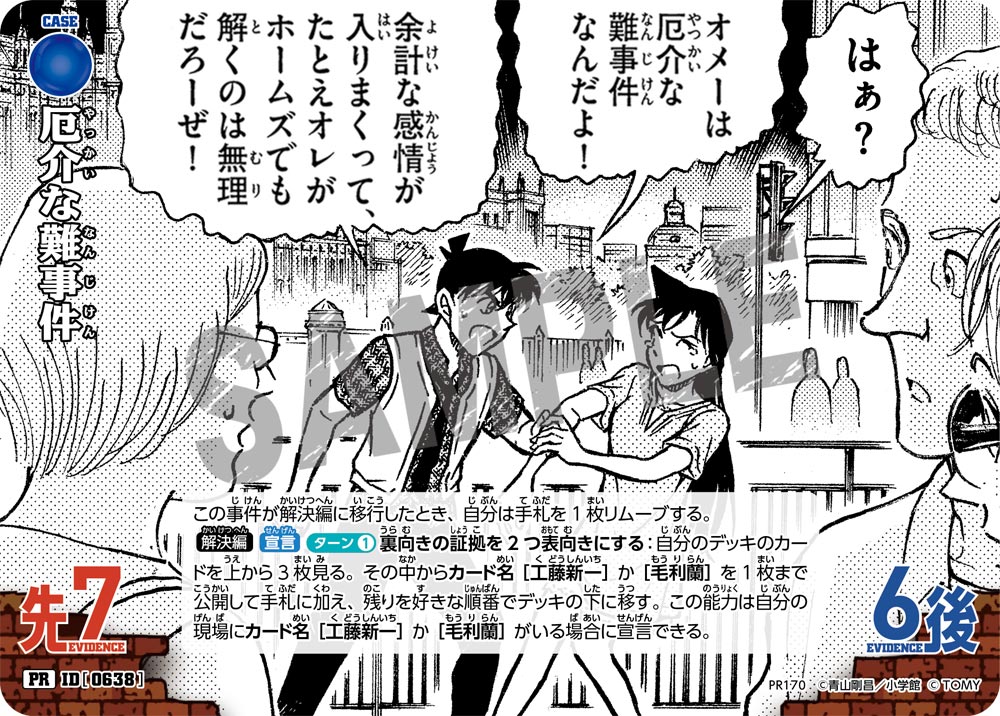 CASE
厄介な難事件
はぁ？
オメーは
厄介な
難事件
なんだよ！
余計な感情が
入りまくって、
たとえオレが
ホームズでも
解くのは無理
だろーぜ！
SAMPLE
この事件が解決編に移行したとき、自分は手札を1枚リムーブする。
解決編 宣言 ターン① 裏向きの証拠を2つ表向きにする：自分のデッキのカー
ドを上から3枚見る。その中からカード名［工藤新一］か［毛利蘭］を1枚まで
公開して手札に加え、残りを好きな順番でデッキの下に移す。この能力は自分の
現場にカード名［工藤新一］か［毛利蘭］がいる場合に宣言できる。
先7
EVIDENCE
6後
EVIDENCE
PR ID[0638]
PR170 ©青山剛昌／小学館 © TOMY